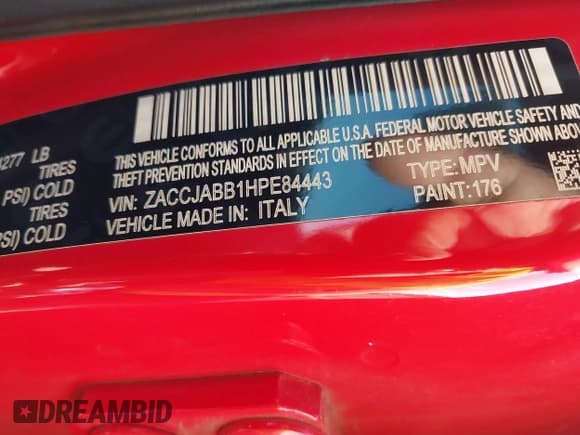 4277 LB
TIRES
PSI) COLD
TIRES
PSI) COLD
THIS VEHICLE CONFORMS TO ALL APPLICABLE U.S.A. FEDERAL MOTOR VEHICLE SAFETY AND
THEFT PREVENTION STANDARDS IN EFFECT ON THE DATE OF MANUFACTURE SHOWN ABOVE.
VIN: ZACCJABB1HPE84443 TYPE: MPV
VEHICLE MADE IN: ITALY PAINT: 176
DREAMBID